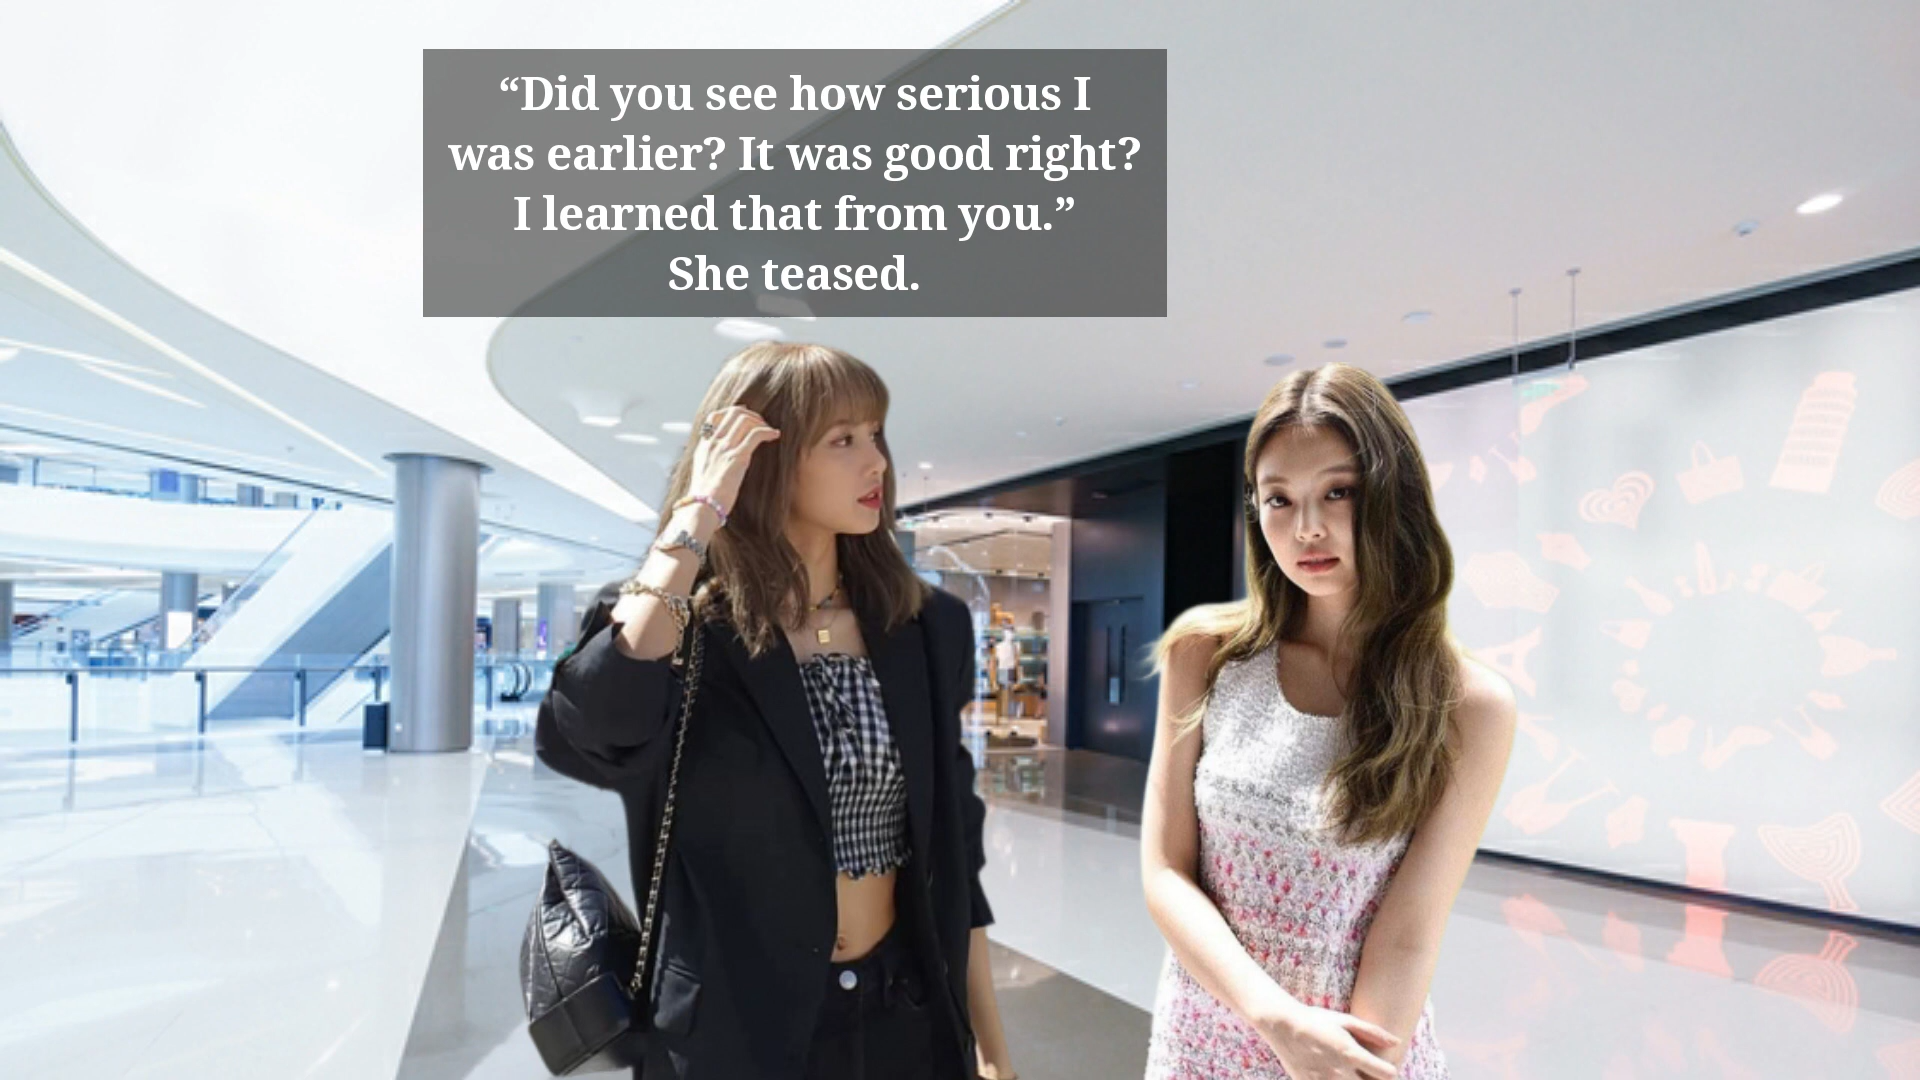 “Did you see how serious I
was earlier? It was good right?
I learned that from you.”
She teased.